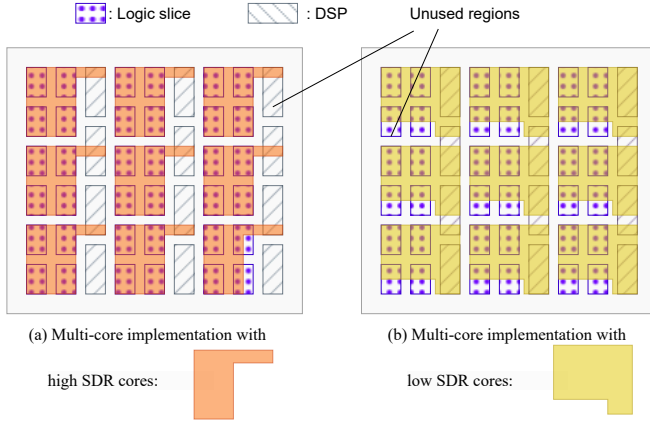 : Logic slice
: DSP
Unused regions
(a) Multi-core implementation with
high SDR cores:
(b) Multi-core implementation with
low SDR cores: